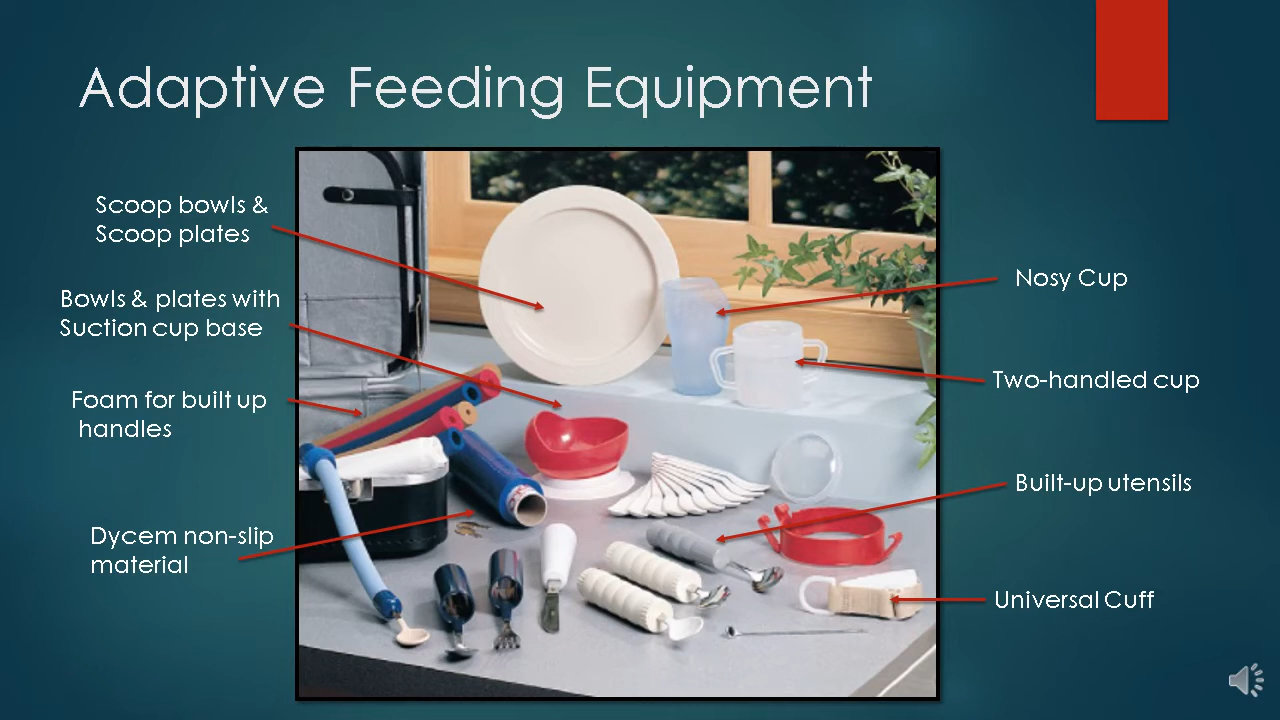 Adaptive Feeding Equipment
Scoop bowls &
Scoop plates
Bowls & plates with
Suction cup base
Foam for built up
handles
Dycem non-slip
material
Nosy Cup
Two-handled cup
Built-up utensils
Universal Cuff